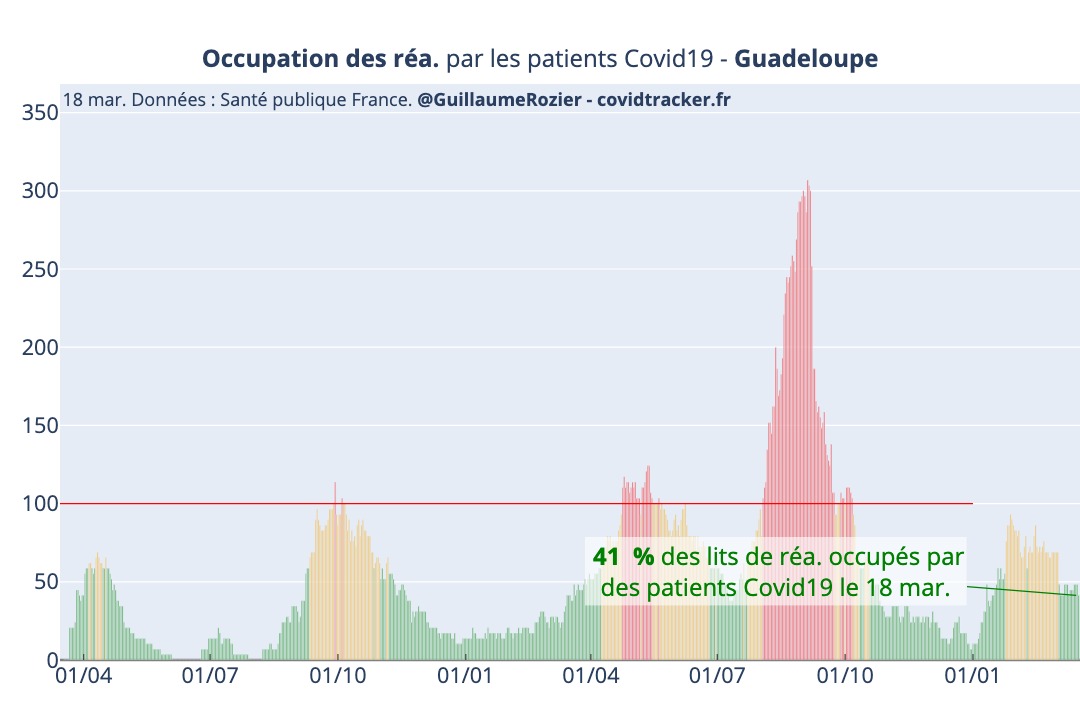 Occupation des réa. par les patients Covid19 - Guadeloupe
18 mar. Données : Santé publique France. @GuillaumeRozier - covidtracker.fr
350
300
250
200
150
100
50
0
41 % des lits de réa. occupés par
des patients Covid19 le 18 mar.
01/04 01/07 01/10 01/01 01/04 01/07 01/10 01/01